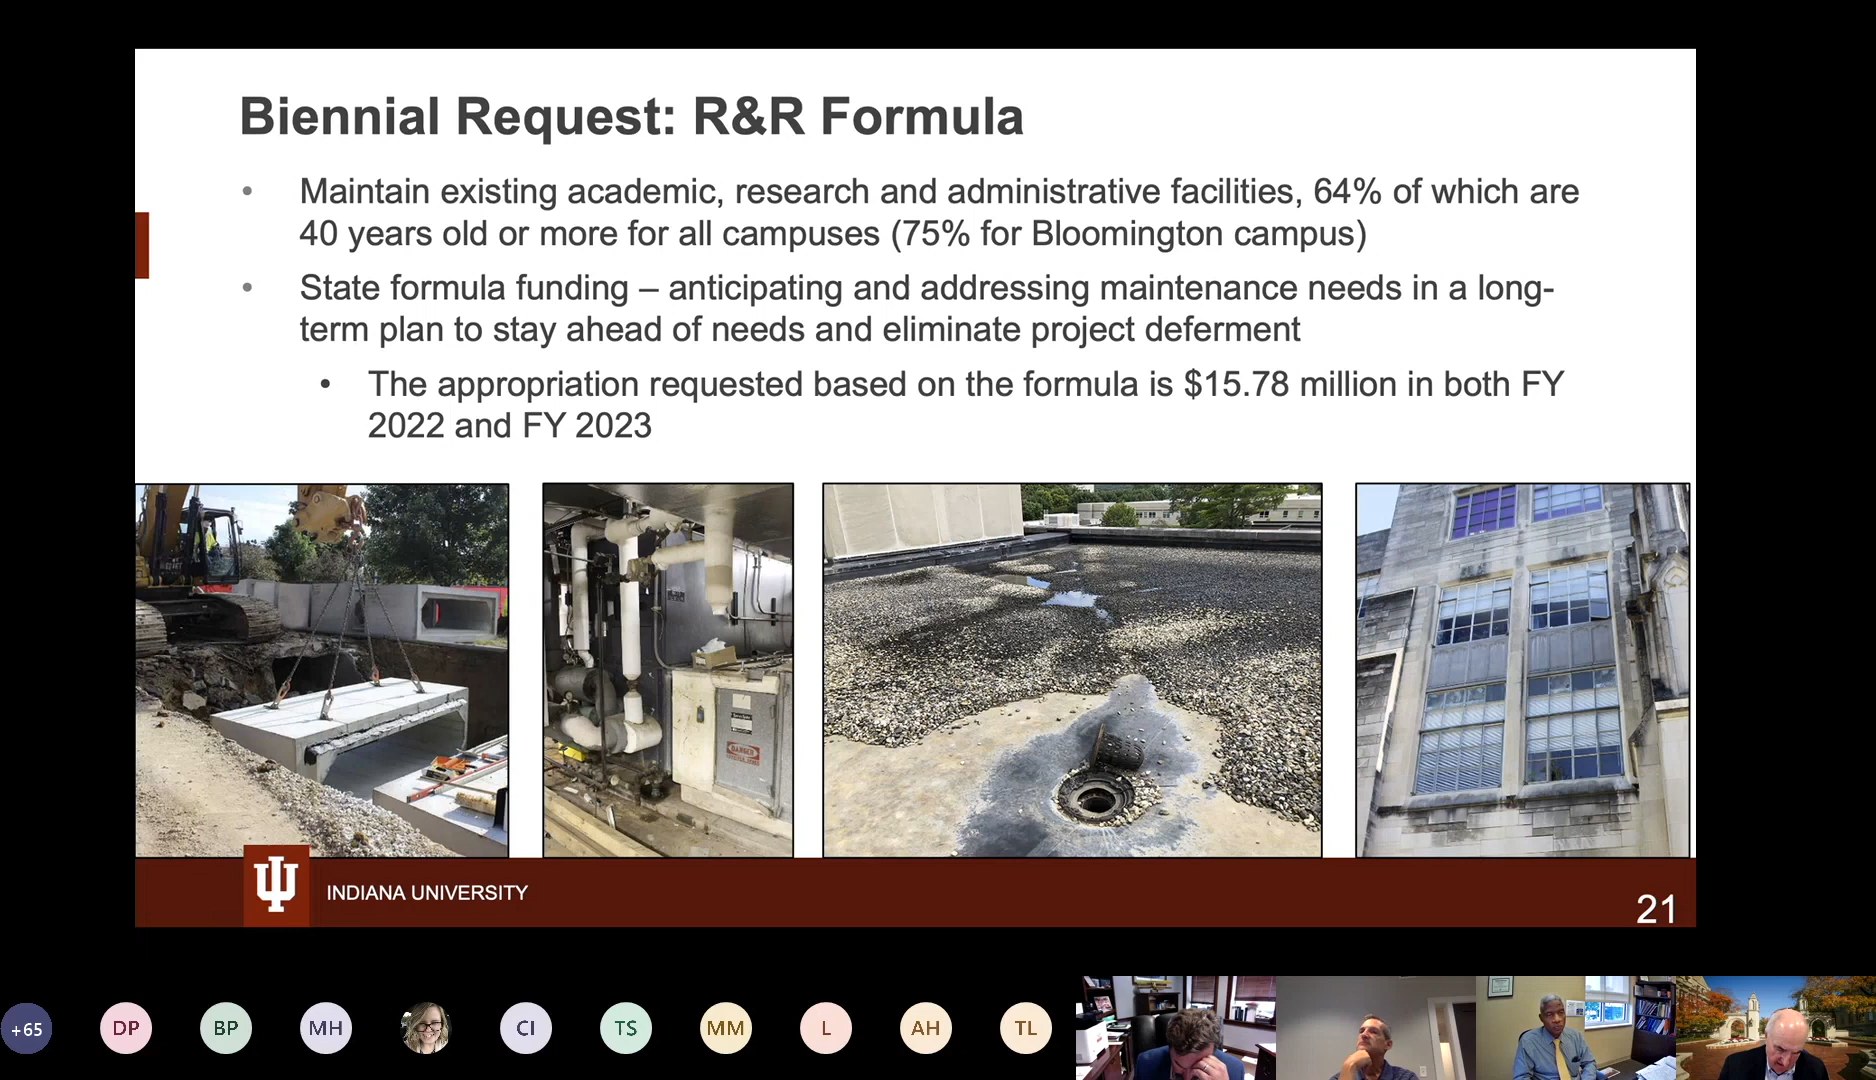 Biennial Request: R&R Formula
• Maintain existing academic, research and administrative facilities, 64% of which are
40 years old or more for all campuses (75% for Bloomington campus)
• State formula funding – anticipating and addressing maintenance needs in a long-
term plan to stay ahead of needs and eliminate project deferment
• The appropriation requested based on the formula is $15.78 million in both FY
2022 and FY 2023
DANGER
INDIANA UNIVERSITY
21
+65
DP
BP
MH
CI
TS
MM
L
AH
TL